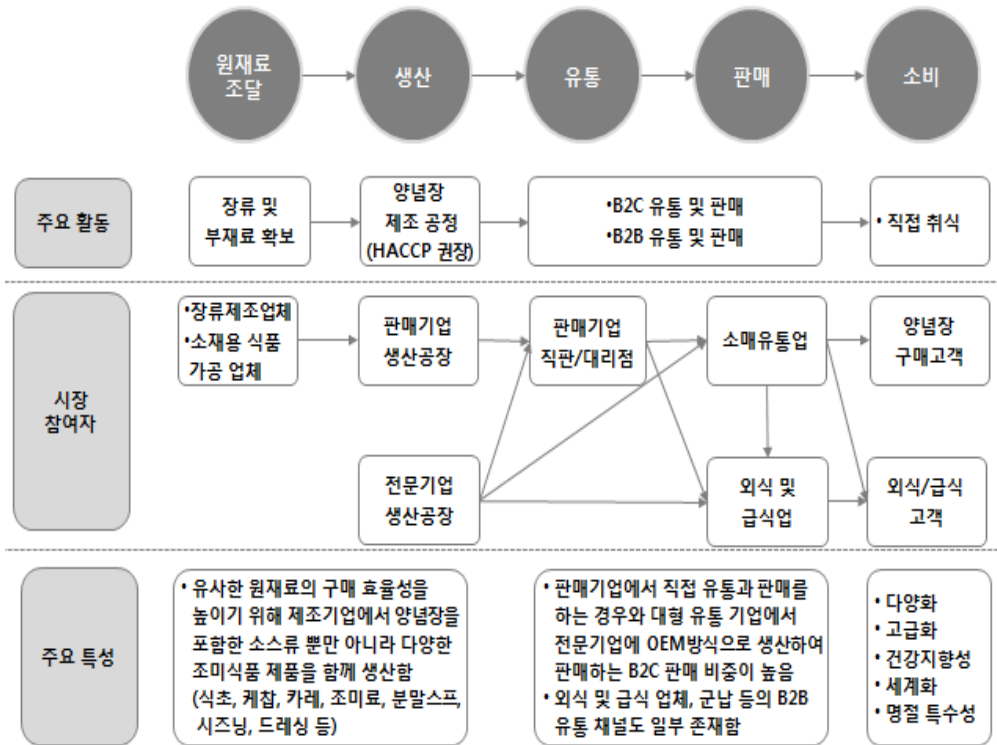 원재료
조달
생산
유통
판매
소비
주요 활동
장류 및
부재료 확보
양념장
제조 공정
(HACCP 권장)
•B2C 유통 및 판매
•B2B 유통 및 판매
• 직접 취식
시장
참여자
•장류제조업체
•소재용 식품
가공 업체
판매기업
생산공장
판매기업
직판/대리점
소매유통업
양념장
구매고객
전문기업
생산공장
외식 및
급식업
외식/급식
고객
주요 특성
• 유사한 원재료의 구매 효율성을
높이기 위해 제조기업에서 양념장을
포함한 소스류 뿐만 아니라 다양한
조미식품 제품을 함께 생산함
(식초, 케찹, 카레, 조미료, 분말스프,
시즈닝, 드레싱 등)
• 판매기업에서 직접 유통과 판매를
하는 경우와 대형 유통 기업에서
전문기업에 OEM방식으로 생산하여
판매하는 B2C 판매 비중이 높음
• 외식 및 급식 업체, 군납 등의 B2B
유통 채널도 일부 존재함
• 다양화
• 고급화
• 건강지향성
• 세계화
• 명절 특수성